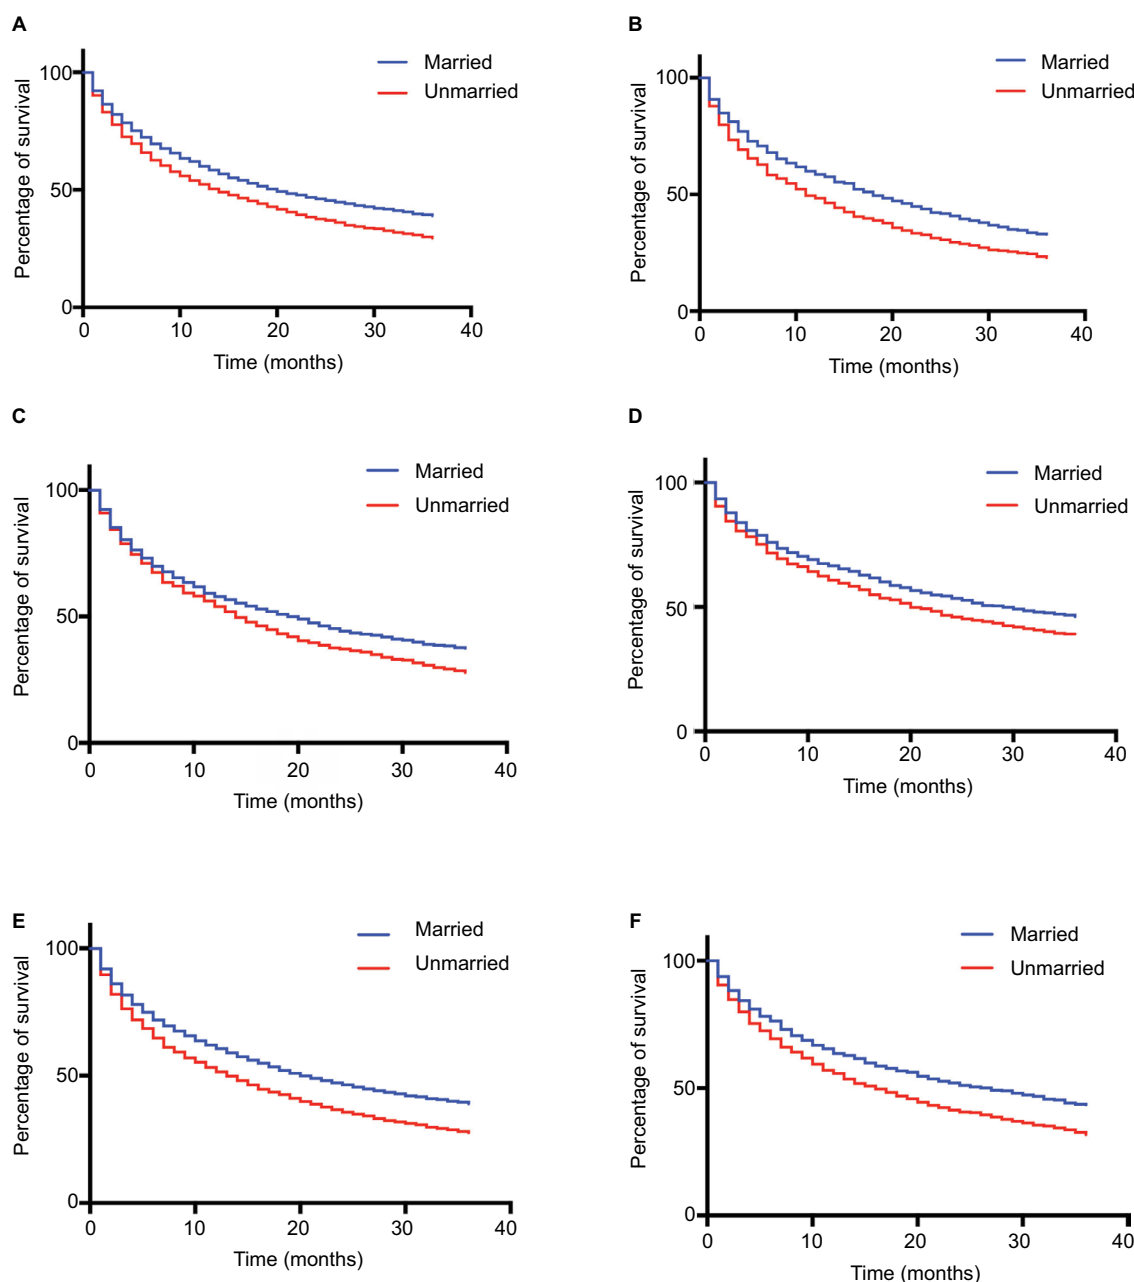 A
Married
Unmarried
Percentage of survival
100
50
0
0 10 20 30 40
Time (months)
B
Married
Unmarried
Percentage of survival
100
50
0
0 10 20 30 40
Time (months)
C
Married
Unmarried
Percentage of survival
100
50
0
0 10 20 30 40
Time (months)
D
Married
Unmarried
Percentage of survival
100
50
0
0 10 20 30 40
Time (months)
E
Married
Unmarried
Percentage of survival
100
50
0
0 10 20 30 40
Time (months)
F
Married
Unmarried
Percentage of survival
100
50
0
0 10 20 30 40
Time (months)